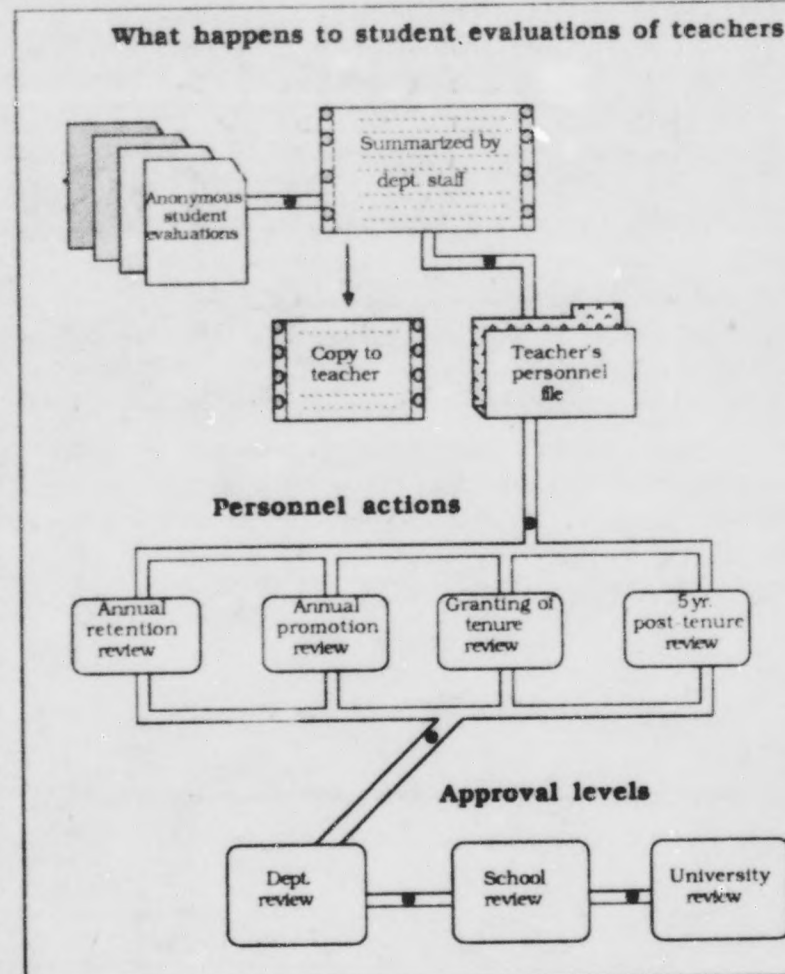 What happens to student evaluations of teachers
Summarized by
dept. staff
Anonymous
student
evaluations
Copy to
teacher
Teacher's
personnel
file
Personnel actions
Annual
retention
review
Annual
promotion
review
Granting of
tenure
review
5 yr.
post-tenure
review
Approval levels
Dept.
review
School
review
University
review